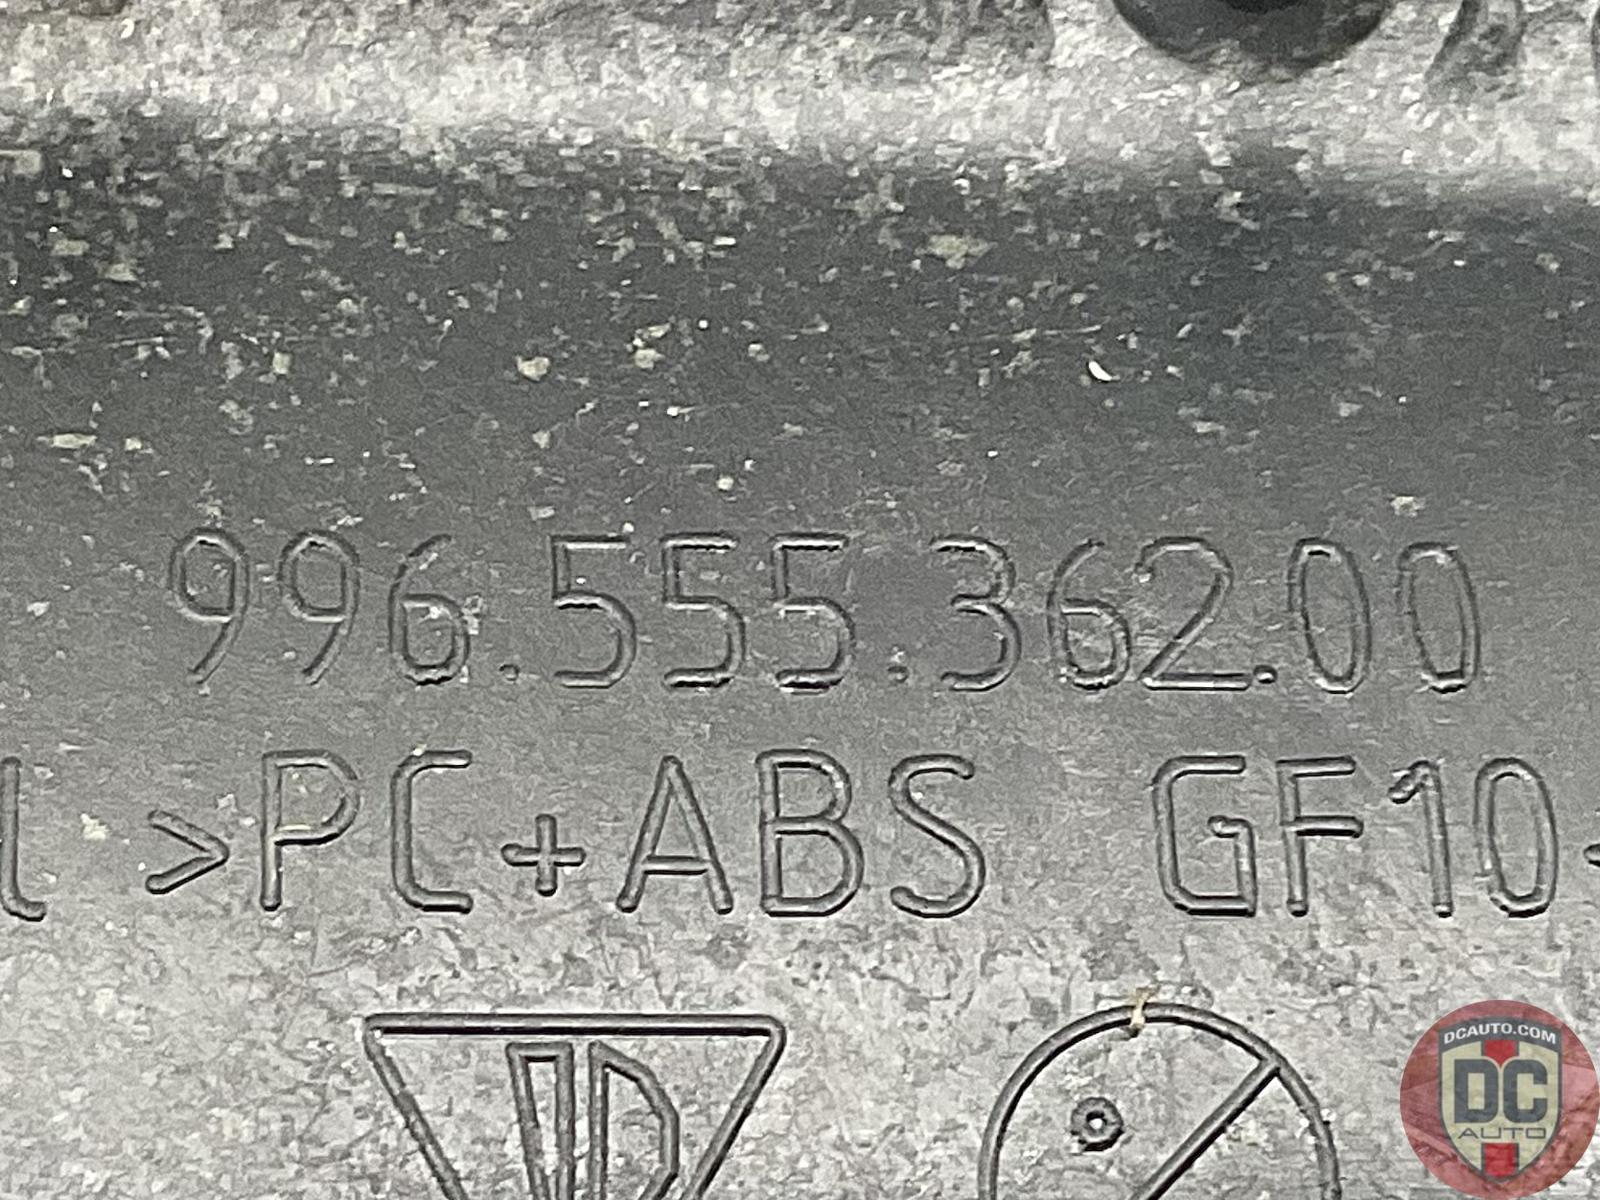 996.555.362.00
>PC+ABS GF10<
DCAUTO.COM
DC
AUTO